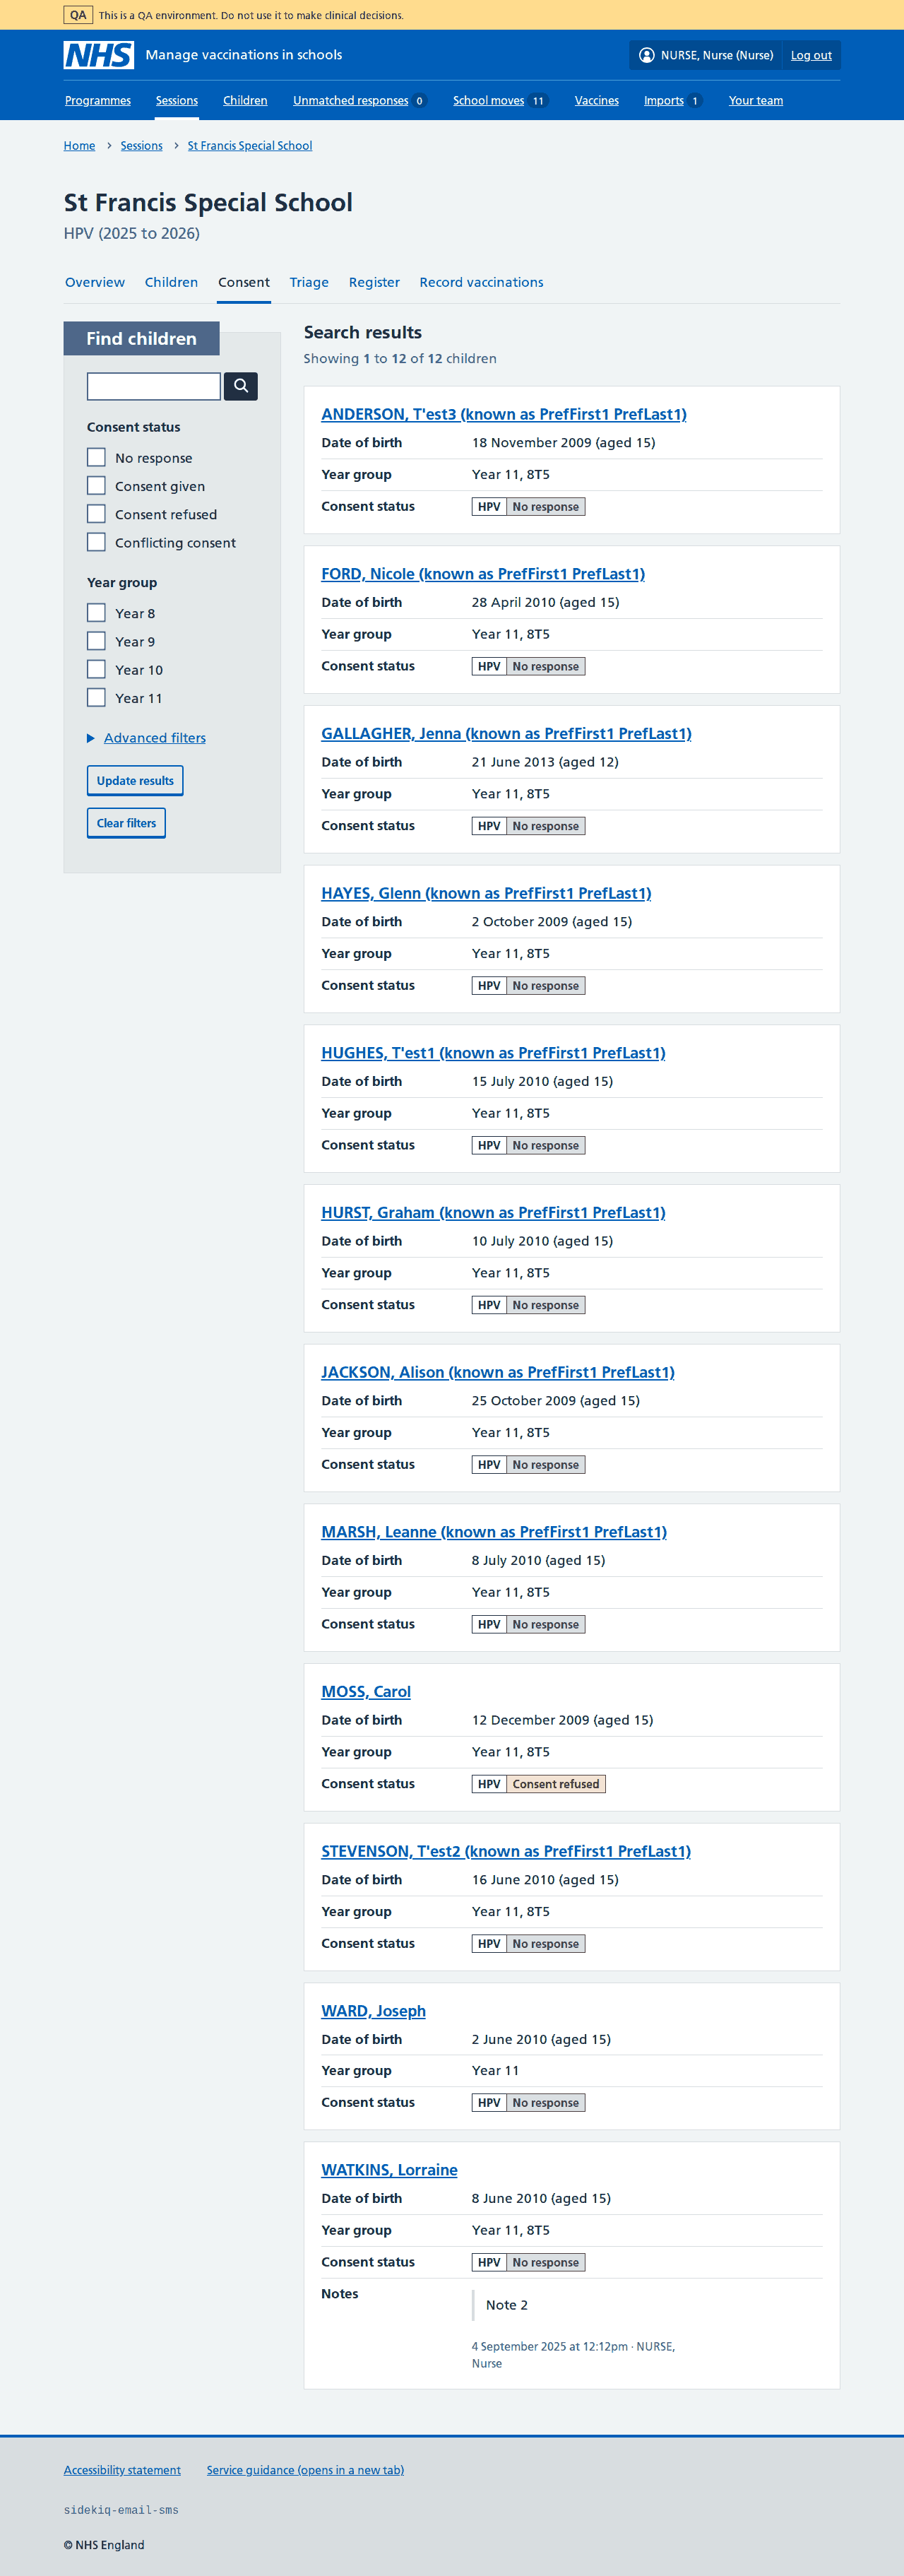 QA This is a QA environment. Do not use it to make clinical decisions.
NHS Manage vaccinations in schools NURSE, Nurse (Nurse) Log out
Programmes Sessions Children Unmatched responses 0 School moves 11 Vaccines Imports 1 Your team
Home Sessions St Francis Special School
St Francis Special School
HPV (2025 to 2026)
Overview Children Consent Triage Register Record vaccinations
Find children
Consent status
No response
Consent given
Consent refused
Conflicting consent
Year group
Year 8
Year 9
Year 10
Year 11
Advanced filters
Update results
Clear filters
Search results
Showing 1 to 12 of 12 children
ANDERSON, T'est3 (known as PrefFirst1 PrefLast1)
Date of birth 18 November 2009 (aged 15)
Year group Year 11, 8T5
Consent status HPV No response
FORD, Nicole (known as PrefFirst1 PrefLast1)
Date of birth 28 April 2010 (aged 15)
Year group Year 11, 8T5
Consent status HPV No response
GALLAGHER, Jenna (known as PrefFirst1 PrefLast1)
Date of birth 21 June 2013 (aged 12)
Year group Year 11, 8T5
Consent status HPV No response
HAYES, Glenn (known as PrefFirst1 PrefLast1)
Date of birth 2 October 2009 (aged 15)
Year group Year 11, 8T5
Consent status HPV No response
HUGHES, T'est1 (known as PrefFirst1 PrefLast1)
Date of birth 15 July 2010 (aged 15)
Year group Year 11, 8T5
Consent status HPV No response
HURST, Graham (known as PrefFirst1 PrefLast1)
Date of birth 10 July 2010 (aged 15)
Year group Year 11, 8T5
Consent status HPV No response
JACKSON, Alison (known as PrefFirst1 PrefLast1)
Date of birth 25 October 2009 (aged 15)
Year group Year 11, 8T5
Consent status HPV No response
MARSH, Leanne (known as PrefFirst1 PrefLast1)
Date of birth 8 July 2010 (aged 15)
Year group Year 11, 8T5
Consent status HPV No response
MOSS, Carol
Date of birth 12 December 2009 (aged 15)
Year group Year 11, 8T5
Consent status HPV Consent refused
STEVENSON, T'est2 (known as PrefFirst1 PrefLast1)
Date of birth 16 June 2010 (aged 15)
Year group Year 11, 8T5
Consent status HPV No response
WARD, Joseph
Date of birth 2 June 2010 (aged 15)
Year group Year 11
Consent status HPV No response
WATKINS, Lorraine
Date of birth 8 June 2010 (aged 15)
Year group Year 11, 8T5
Consent status HPV No response
Notes Note 2
4 September 2025 at 12:12pm · NURSE,
Nurse
Accessibility statement Service guidance (opens in a new tab)
sidekiq-email-sms
© NHS England